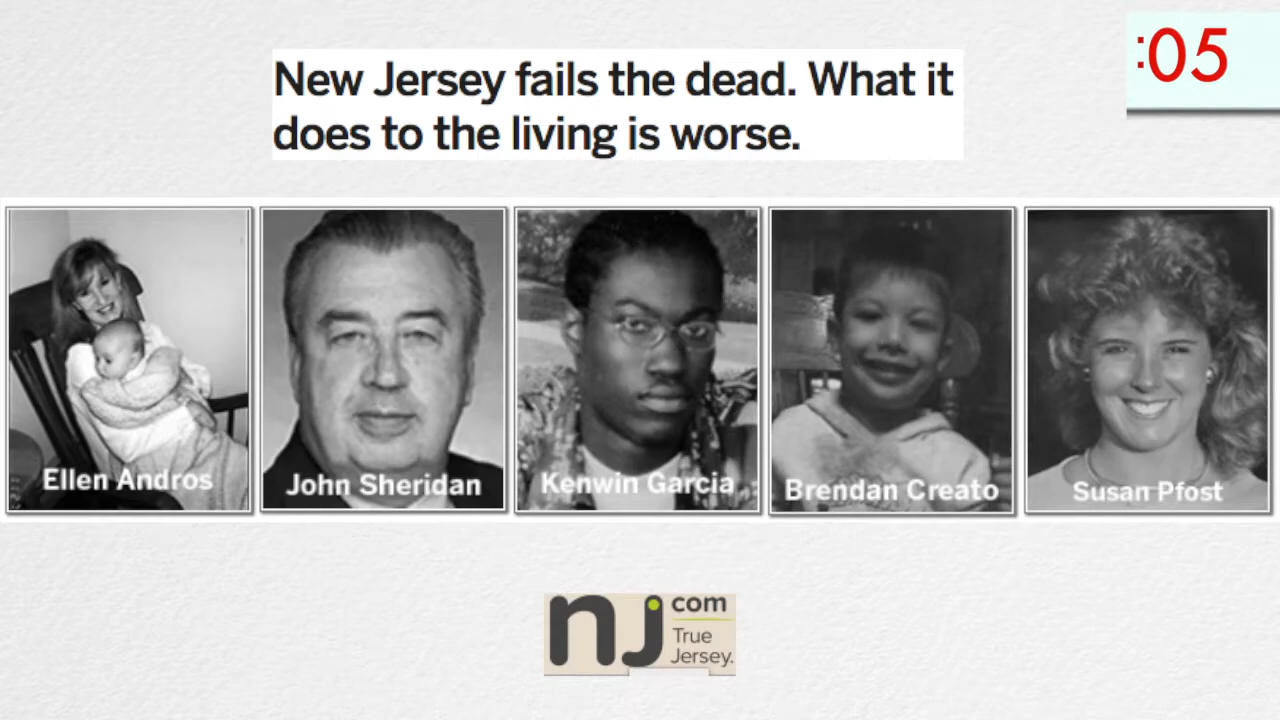 :05
New Jersey fails the dead. What it
does to the living is worse.
Ellen Andros
John Sheridan
Kenwin Garcia
Brendan Creato
Susan Pfost
nj
com
True
Jersey.